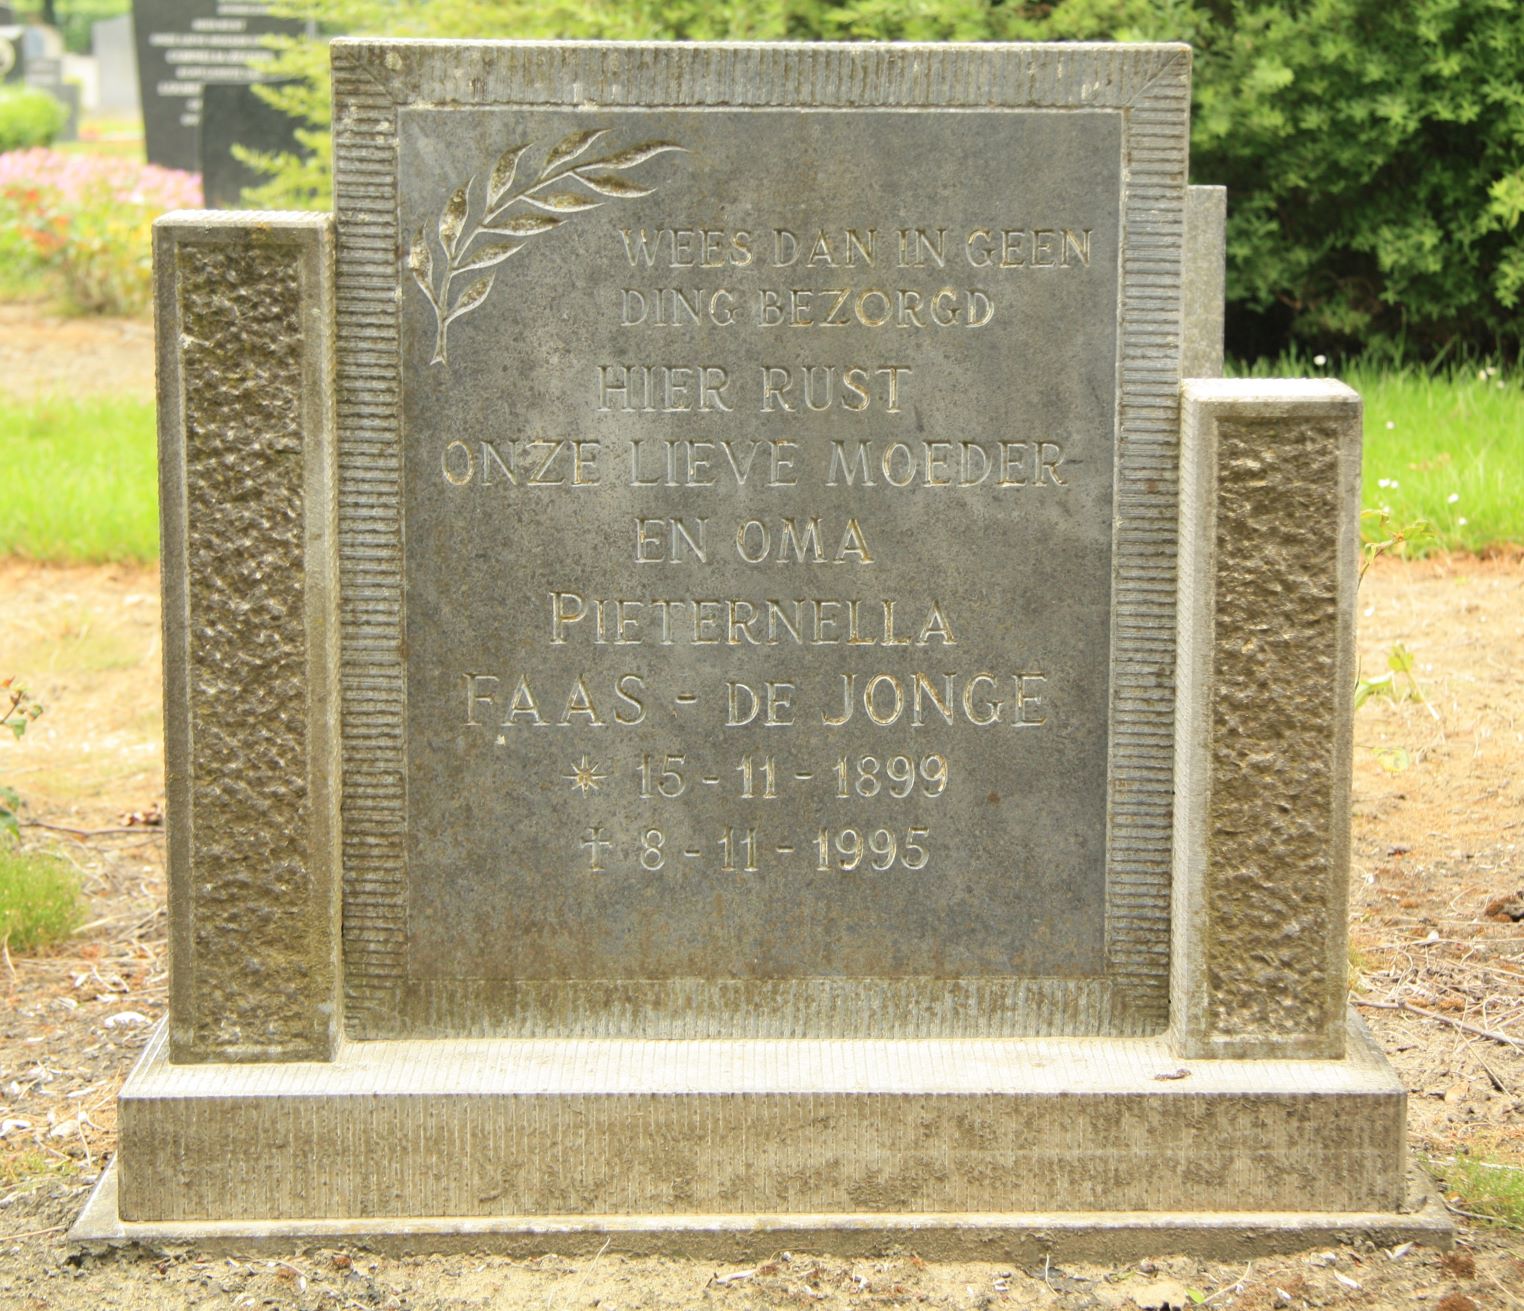 WEES DAN IN GEEN
DING BEZORGD
HIER RUST
ONZE LIEVE MOEDER
EN OMA
PIETERNELLA
FAAS - DE JONGE
* 15 - 11 - 1899
† 8 - 11 - 1995